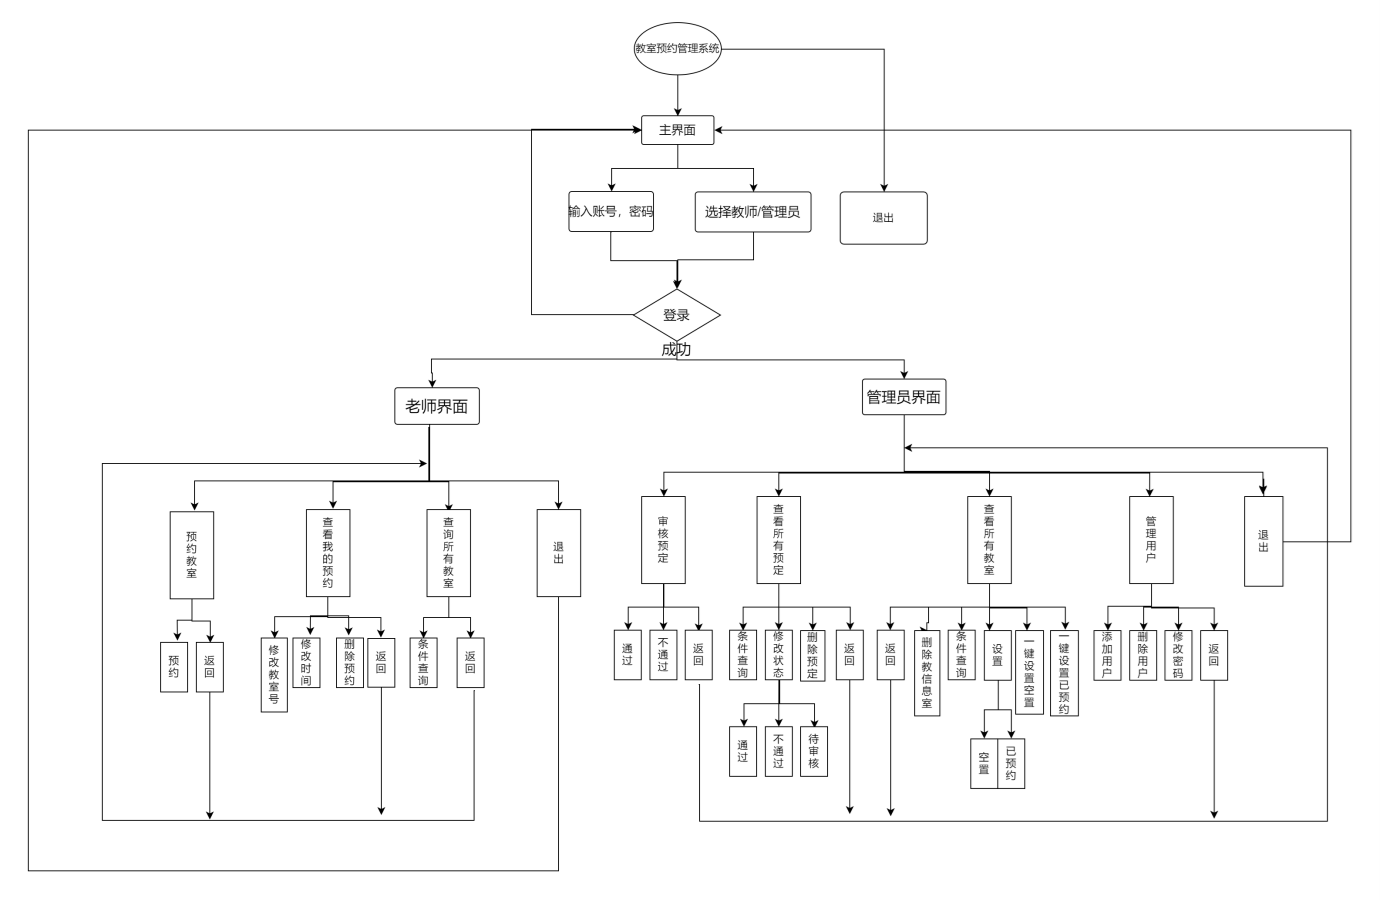 教室预约管理系统
主界面
输入账号，密码
选择教师/管理员
退出
登录
成功
老师界面
管理员界面
预约教室
查看我的预约
查询所有教室
退出
审核预定
查看所有预定
查看所有教室
管理用户
退出
预约
返回
修改教室号
修改时间
删除预约
返回
条件查询
返回
通过
不通过
返回
条件查询
修改状态
删除预定
返回
返回
删除教信息室
条件查询
设置
一键设置空置
一键设置已预约
添加用户
删除用户
修改密码
返回
通过
不通过
待审核
空置
已预约